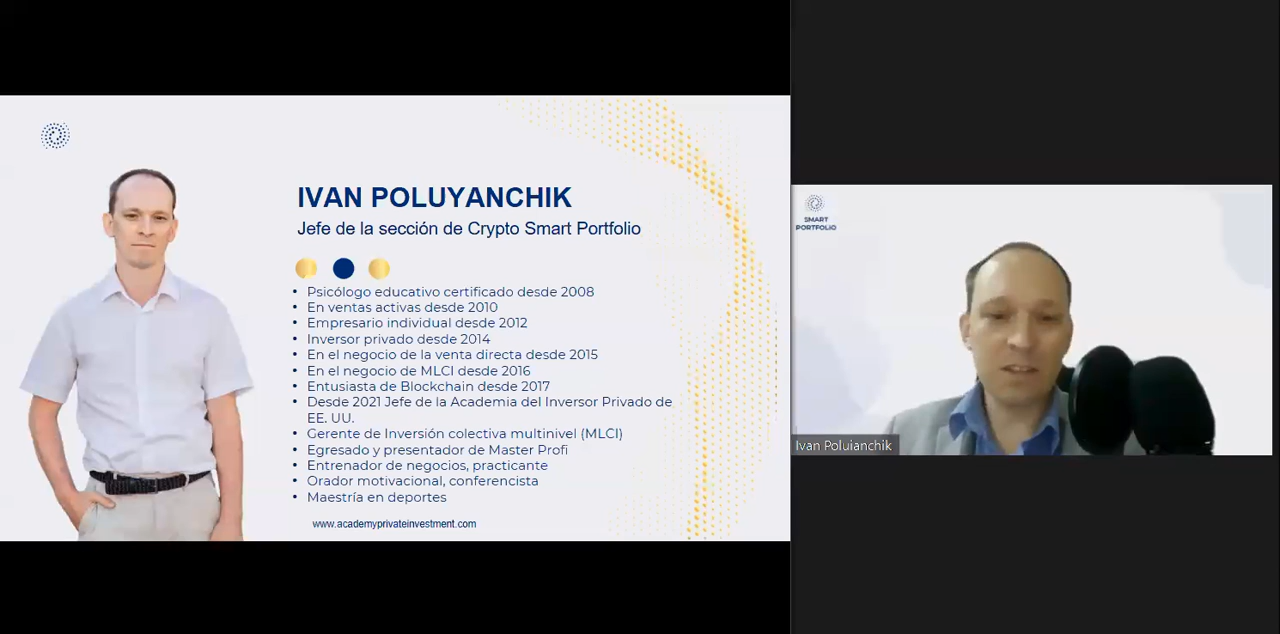 IVAN POLUYANCHIK
Jefe de la sección de Crypto Smart Portfolio
• Psicólogo educativo certificado desde 2008
• En ventas activas desde 2010
• Empresario individual desde 2012
• Inversor privado desde 2014
• En el negocio de la venta directa desde 2015
• En el negocio de MLCI desde 2016
• Entusiasta de Blockchain desde 2017
• Desde 2021 Jefe de la Academia del Inversor Privado de
EE. UU.
• Gerente de Inversión colectiva multinivel (MLCI)
• Egresado y presentador de Master Profi
• Entrenador de negocios, practicante
• Orador motivacional, conferencista
• Maestría en deportes
www.academyprivateinvestment.com
SMART
PORTFOLIO
Ivan Poluianchik